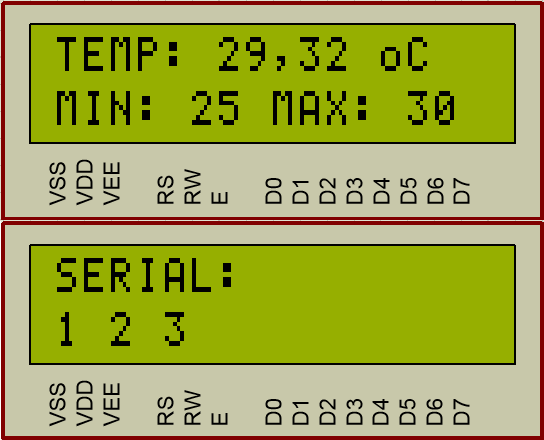 TEMP: 29,32 oC
MIN: 25 MAX: 30
VSS VDD VEE RS RW E D0 D1 D2 D3 D4 D5 D6 D7
SERIAL:
1 2 3
VSS VDD VEE RS RW E D0 D1 D2 D3 D4 D5 D6 D7